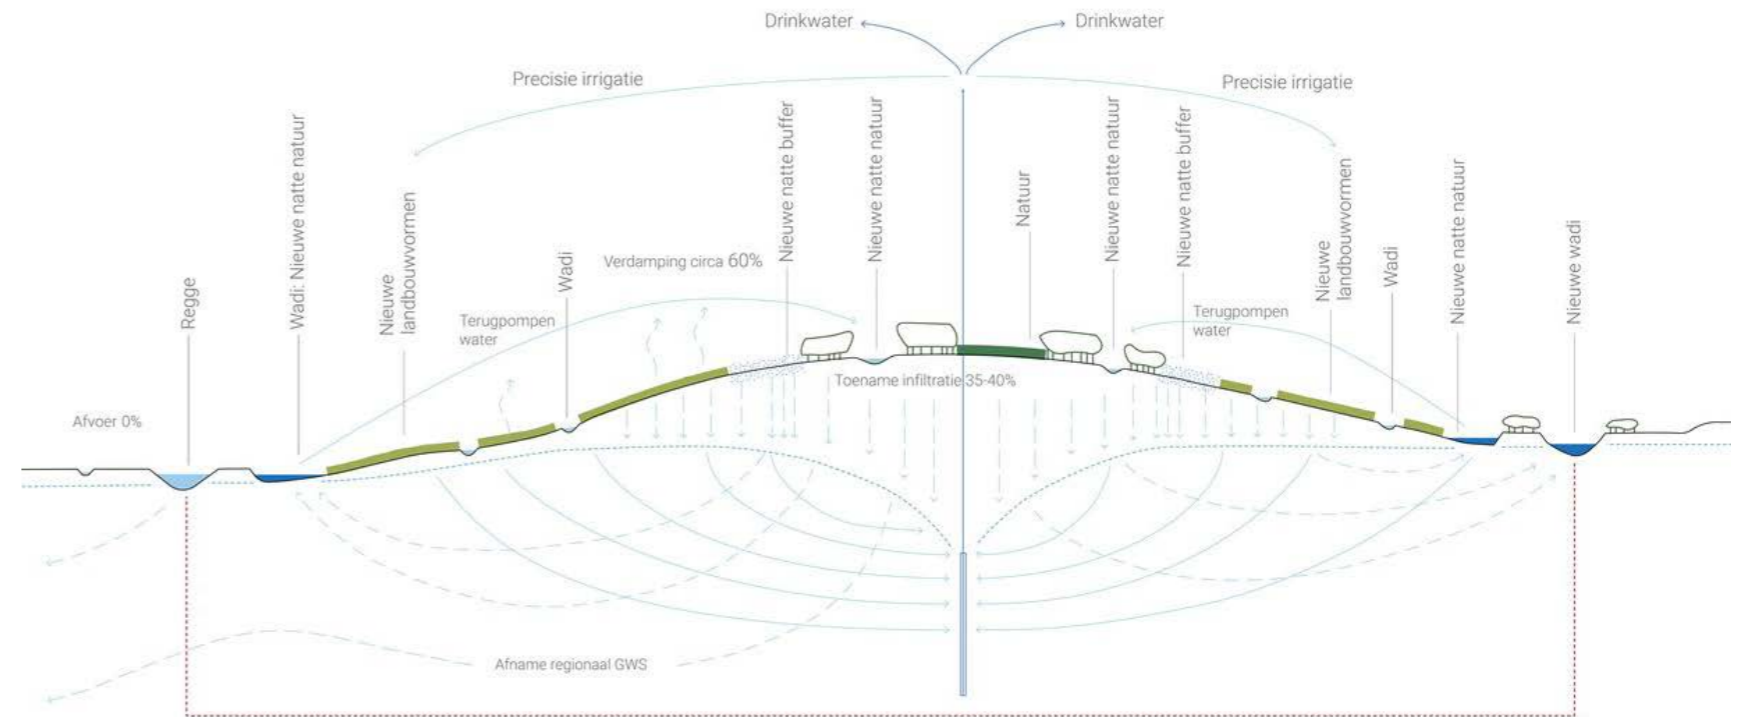 Drinkwater
Drinkwater
Precisie irrigatie
Precisie irrigatie
Regge
Wadi: Nieuwe natte natuur
Nieuwe
landbouwvormen
Wadi
Nieuwe natte buffer
Nieuwe natte natuur
Natuur
Nieuwe natte natuur
Nieuwe natte buffer
Nieuwe
landbouwvormen
Wadi
Nieuwe natte natuur
Nieuwe wadi
Verdamping circa 60%
Terugpompen
water
Terugpompen
water
Toename infiltratie 35-40%
Afvoer 0%
Afname regionaal GWS